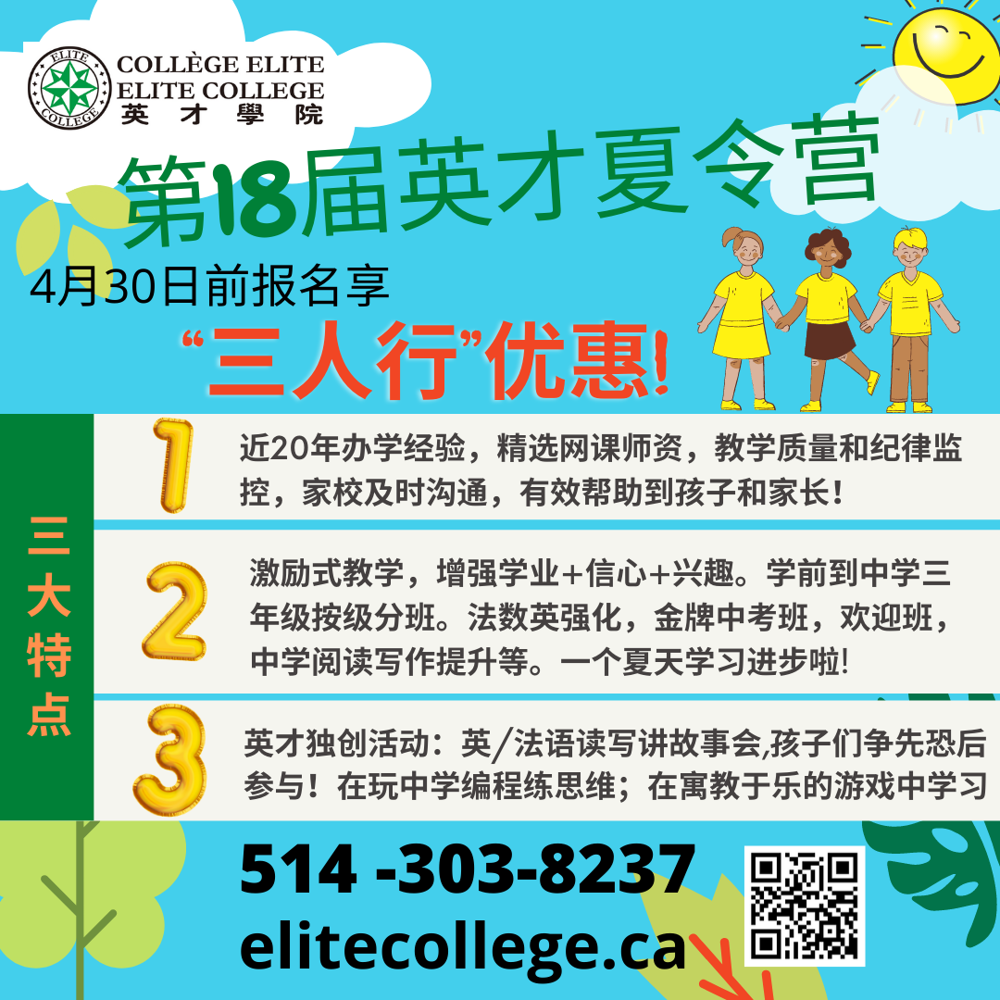 ELITE
COLLEGE
COLLÈGE ELITE
ELITE COLLEGE
英才學院
第18届英才夏令营
4月30日前报名享
“三人行”优惠!
三大特点
1
近20年办学经验，精选网课师资，教学质量和纪律监
控，家校及时沟通，有效帮助到孩子和家长！
2
激励式教学，增强学业+信心+兴趣。学前到中学三
年级按级分班。法数英强化，金牌中考班，欢迎班，
中学阅读写作提升等。一个夏天学习进步啦!
3
英才独创活动：英/法语读写讲故事会,孩子们争先恐后
参与！在玩中学编程练思维；在寓教于乐的游戏中学习
514 -303-8237
elitecollege.ca